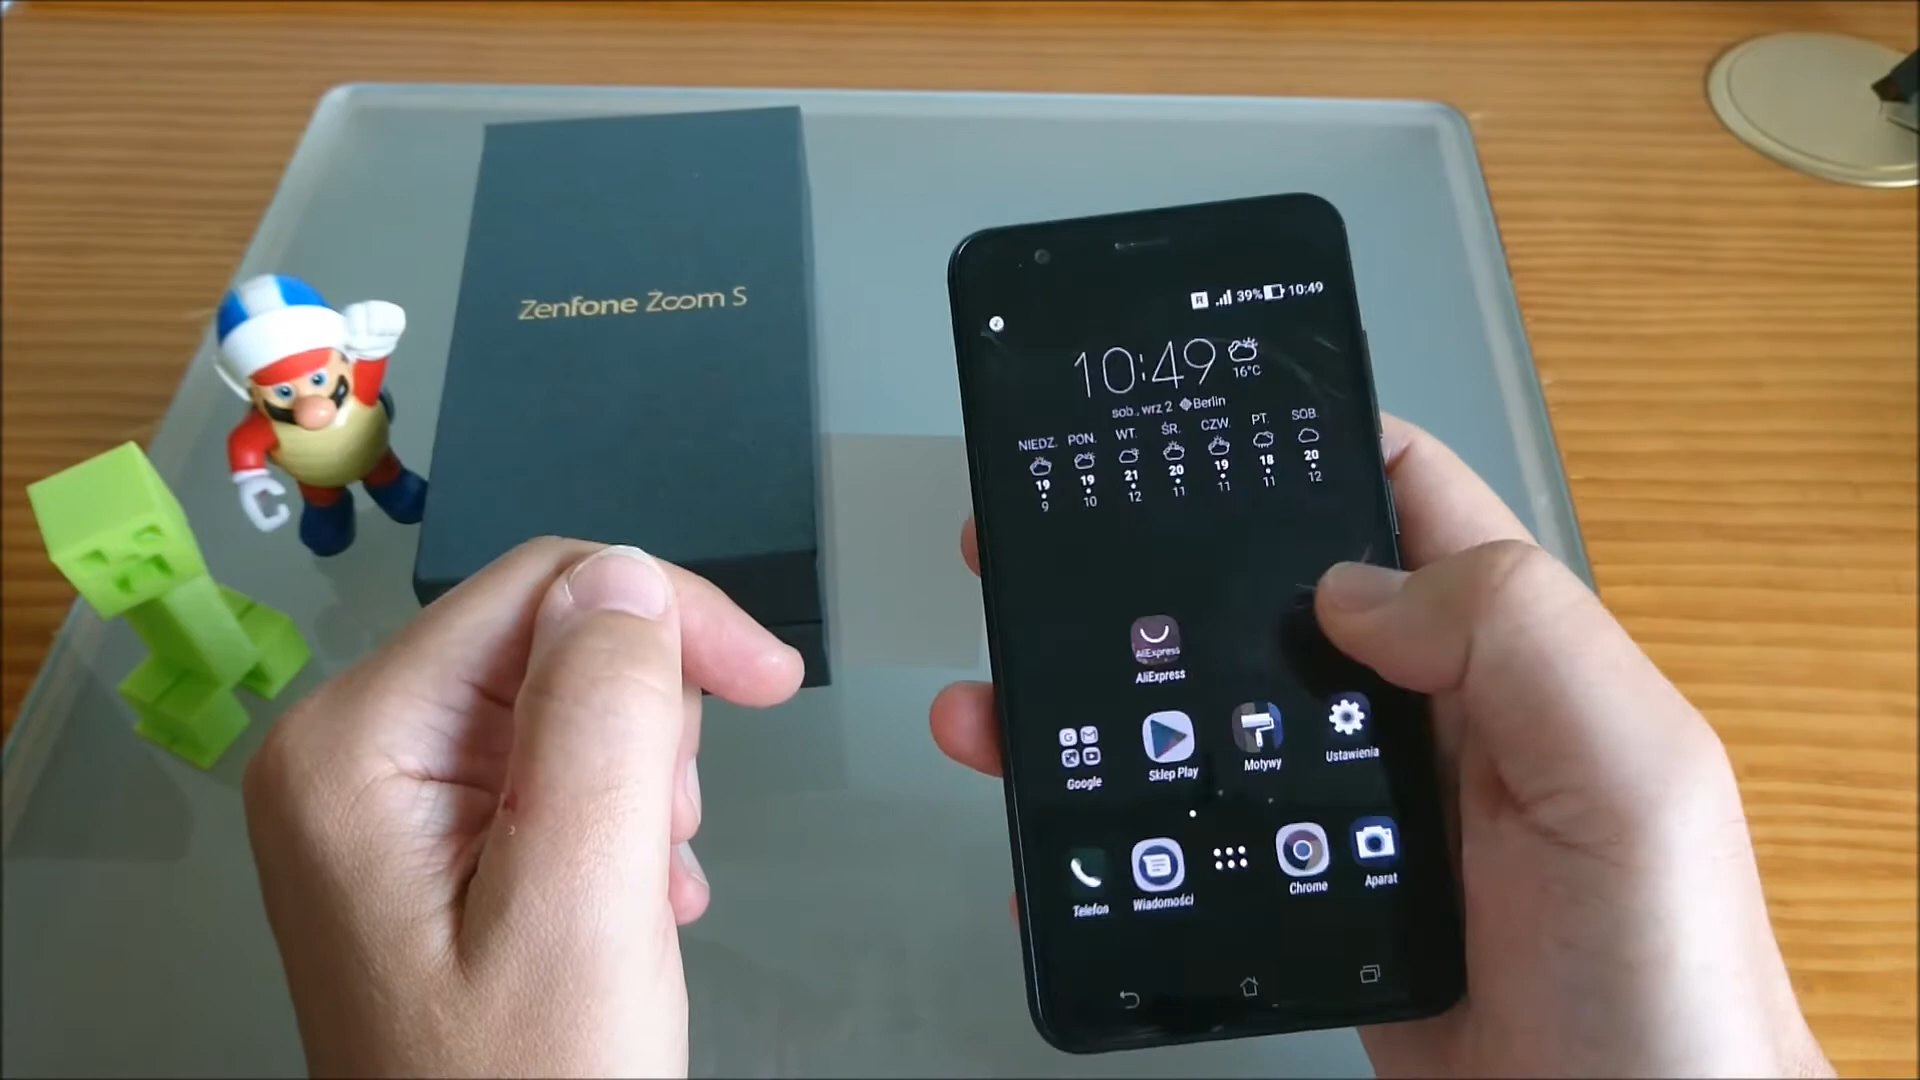 Zenfone Zoom S
R 39% 10:49
10:49
16°C
sob., wrz 2 Berlin
NIEDZ. PON. WT. ŚR. CZW. PT. SOB.
19 19 21 20 19 18 20
9 10 12 11 11 11 12
AliExpress
AliExpress
G
Google Sklep Play Motywy Ustawienia
Telefon Wiadomości Chrome Aparat